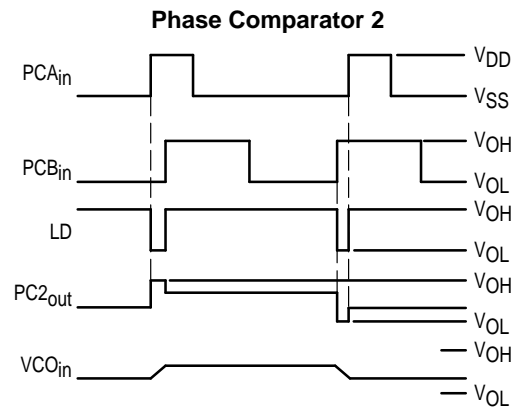 Phase Comparator 2
PCAin
VDD
VSS
PCBin
VOH
VOL
LD
VOH
VOL
PC2out
VOH
VOL
VCOin
VOH
VOL